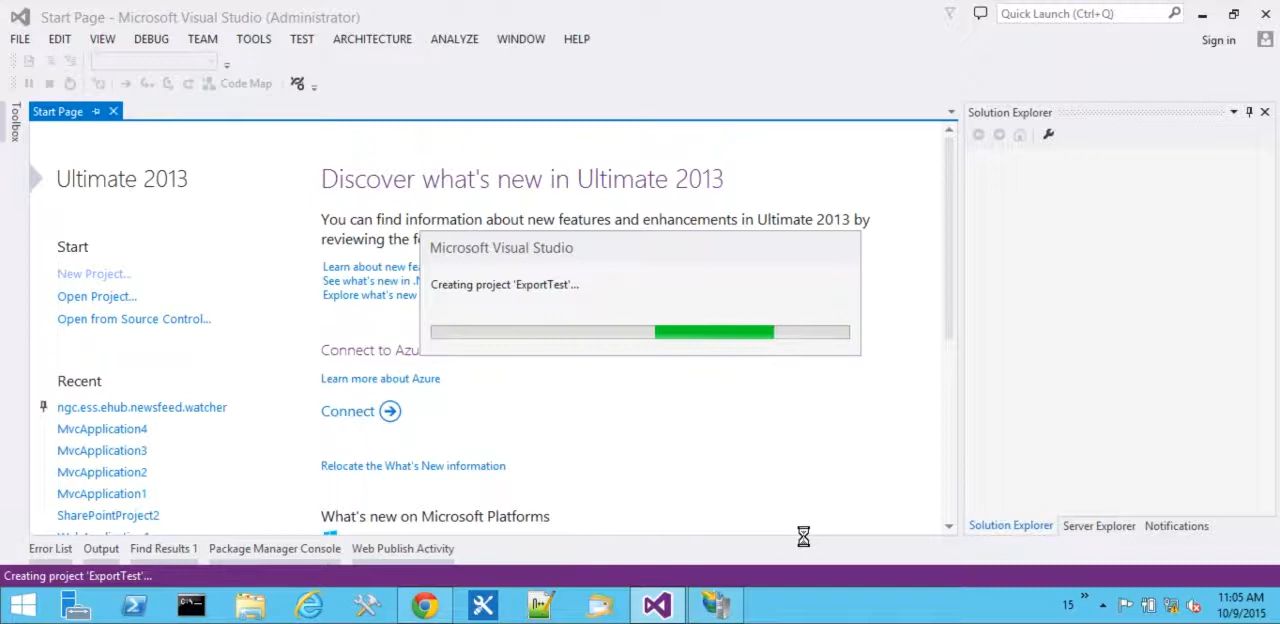 Start Page - Microsoft Visual Studio (Administrator)
Quick Launch (Ctrl+Q)
FILE EDIT VIEW DEBUG TEAM TOOLS TEST ARCHITECTURE ANALYZE WINDOW HELP
Sign in
Code Map
Toolbox
Start Page
Solution Explorer
Ultimate 2013
Discover what's new in Ultimate 2013
You can find information about new features and enhancements in Ultimate 2013 by
reviewing the
Start
New Project...
Open Project...
Open from Source Control...
Learn about new
See what's new in
Explore what's new
Microsoft Visual Studio
Creating project 'ExportTest'...
Connect to
Learn more about Azure
Connect
Recent
ngc.ess.ehub.newsfeed.watcher
MvcApplication4
MvcApplication3
MvcApplication2
MvcApplication1
SharePointProject2
Relocate the What's New information
What's new on Microsoft Platforms
Solution Explorer Server Explorer Notifications
Error List Output Find Results 1 Package Manager Console Web Publish Activity
Creating project 'ExportTest'...
15
11:05 AM
10/9/2015